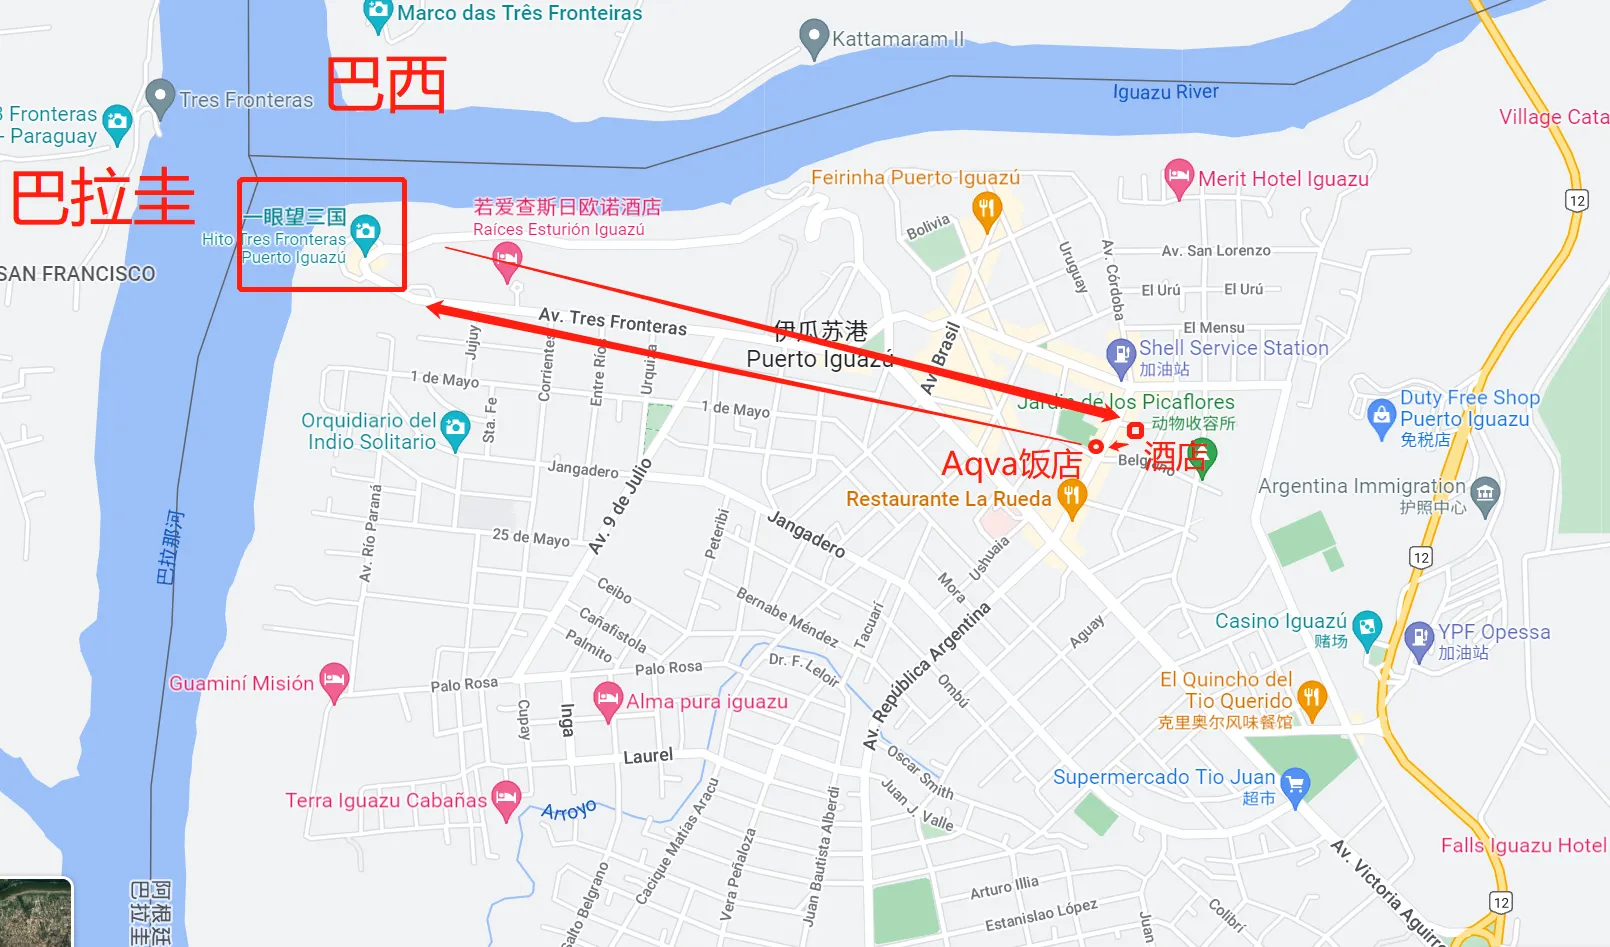 Marco das Três Fronteiras
Kattamaram II
巴西
Iguazu River
Tres Fronteras
3 Fronteras
- Paraguay
Village Cata
巴拉圭
12
Feirinha Puerto Iguazú
Merit Hotel Iguazu
一眼望三国
Hito Tres Fronteras
Puerto Iguazú
若爱查斯日欧诺酒店
Raíces Esturión Iguazú
Bolivia
Uruguay
Av. Córdoba
Av. San Lorenzo
SAN FRANCISCO
El Urú
El Urú
Av. Tres Fronteras
伊瓜苏港
Puerto Iguazú
Av. Brasil
El Mensu
Shell Service Station
加油站
Jujuy
Corrientes
Entre Ríos
Urquiza
1 de Mayo
1 de Mayo
Sta. Fe
Jardín de los Picaflores
动物收容所
Duty Free Shop
Puerto Iguazú
免税店
Orquidiario del
Indio Solitario
Aqva饭店
酒店
Belgrano
Jangadero
Restaurante La Rueda
Argentina Immigration
护照中心
Av. Río Paraná
Av. 9 de Julio
25 de Mayo
Peteribi
Jangadero
Ushuaia
巴拉那河
12
Mora
Ceibo
Cañafístola
Palmito
Bernabe Méndez
Tacuarí
Av. República Argentina
Aguay
Casino Iguazú
赌场
YPF Opessa
加油站
Palo Rosa
Palo Rosa
Dr. F. Leloir
Ombú
Guaminí Misión
El Quincho del
Tio Querido
克里奥尔风味餐馆
Alma pura iguazu
Cupay
Inga
Laurel
Oscar Smith
Juan J. Valle
Supermercado Tio Juan
超市
Terra Iguazu Cabañas
Arroyo
Cacique Matías Aracu
Vera Peñaloza
Juan Bautista Alberdi
Falls Iguazu Hotel
Av. Victoria Aguirre
阿根廷
巴拉圭
salto Belgrano
Arturo Illia
Estanislao López
Juan
Colibrí
12